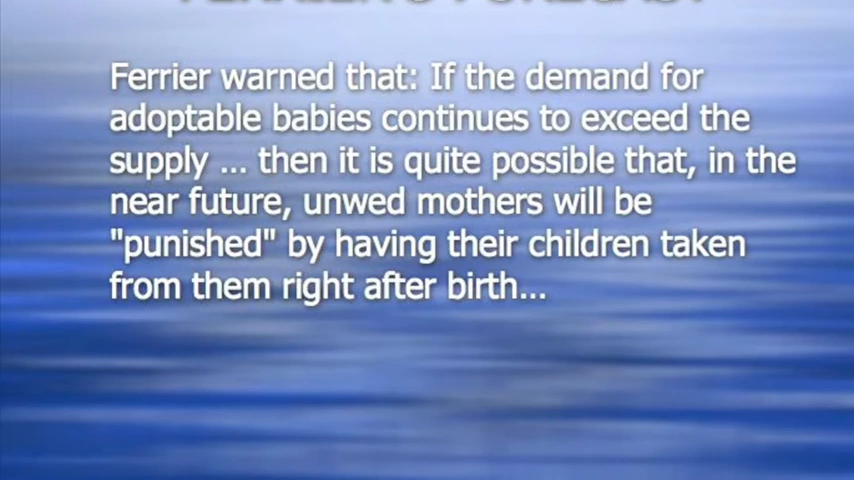 Ferrier warned that: If the demand for
adoptable babies continues to exceed the
supply ... then it is quite possible that, in the
near future, unwed mothers will be
"punished" by having their children taken
from them right after birth...